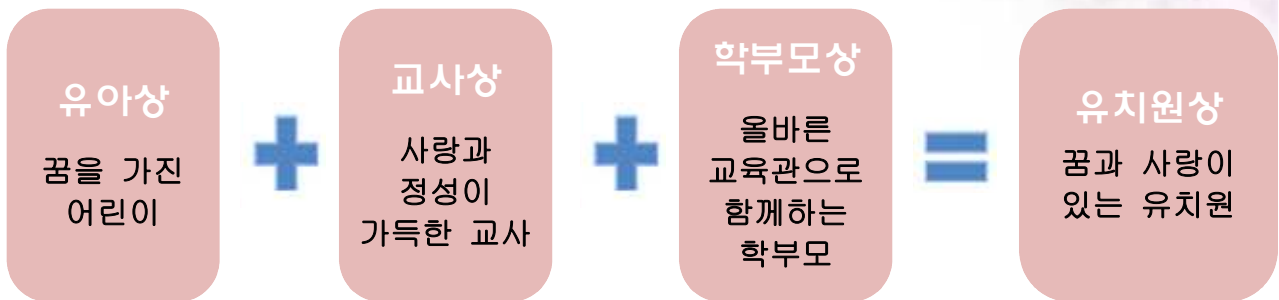 유아상
꿈을 가진
어린이
교사상
사랑과
정성이
가득한 교사
학부모상
올바른
교육관으로
함께하는
학부모
유치원상
꿈과 사랑이
있는 유치원